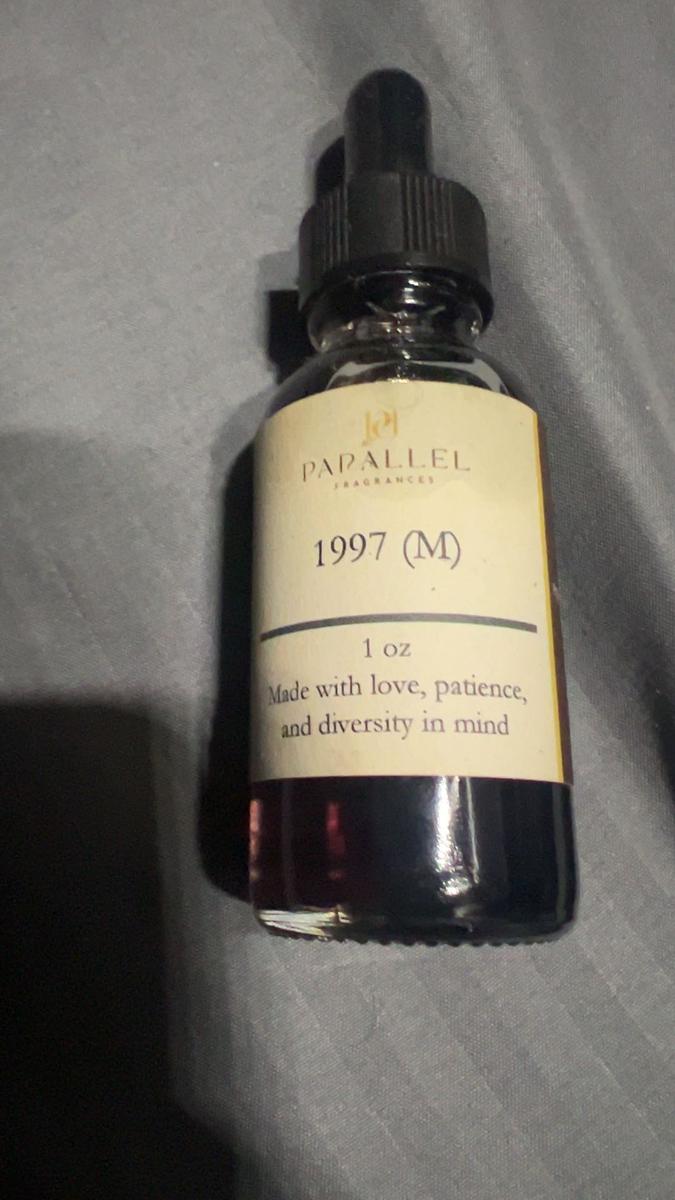 PARALLEL
FRAGRANCES
1997 (M)
1 oz
Made with love, patience,
and diversity in mind